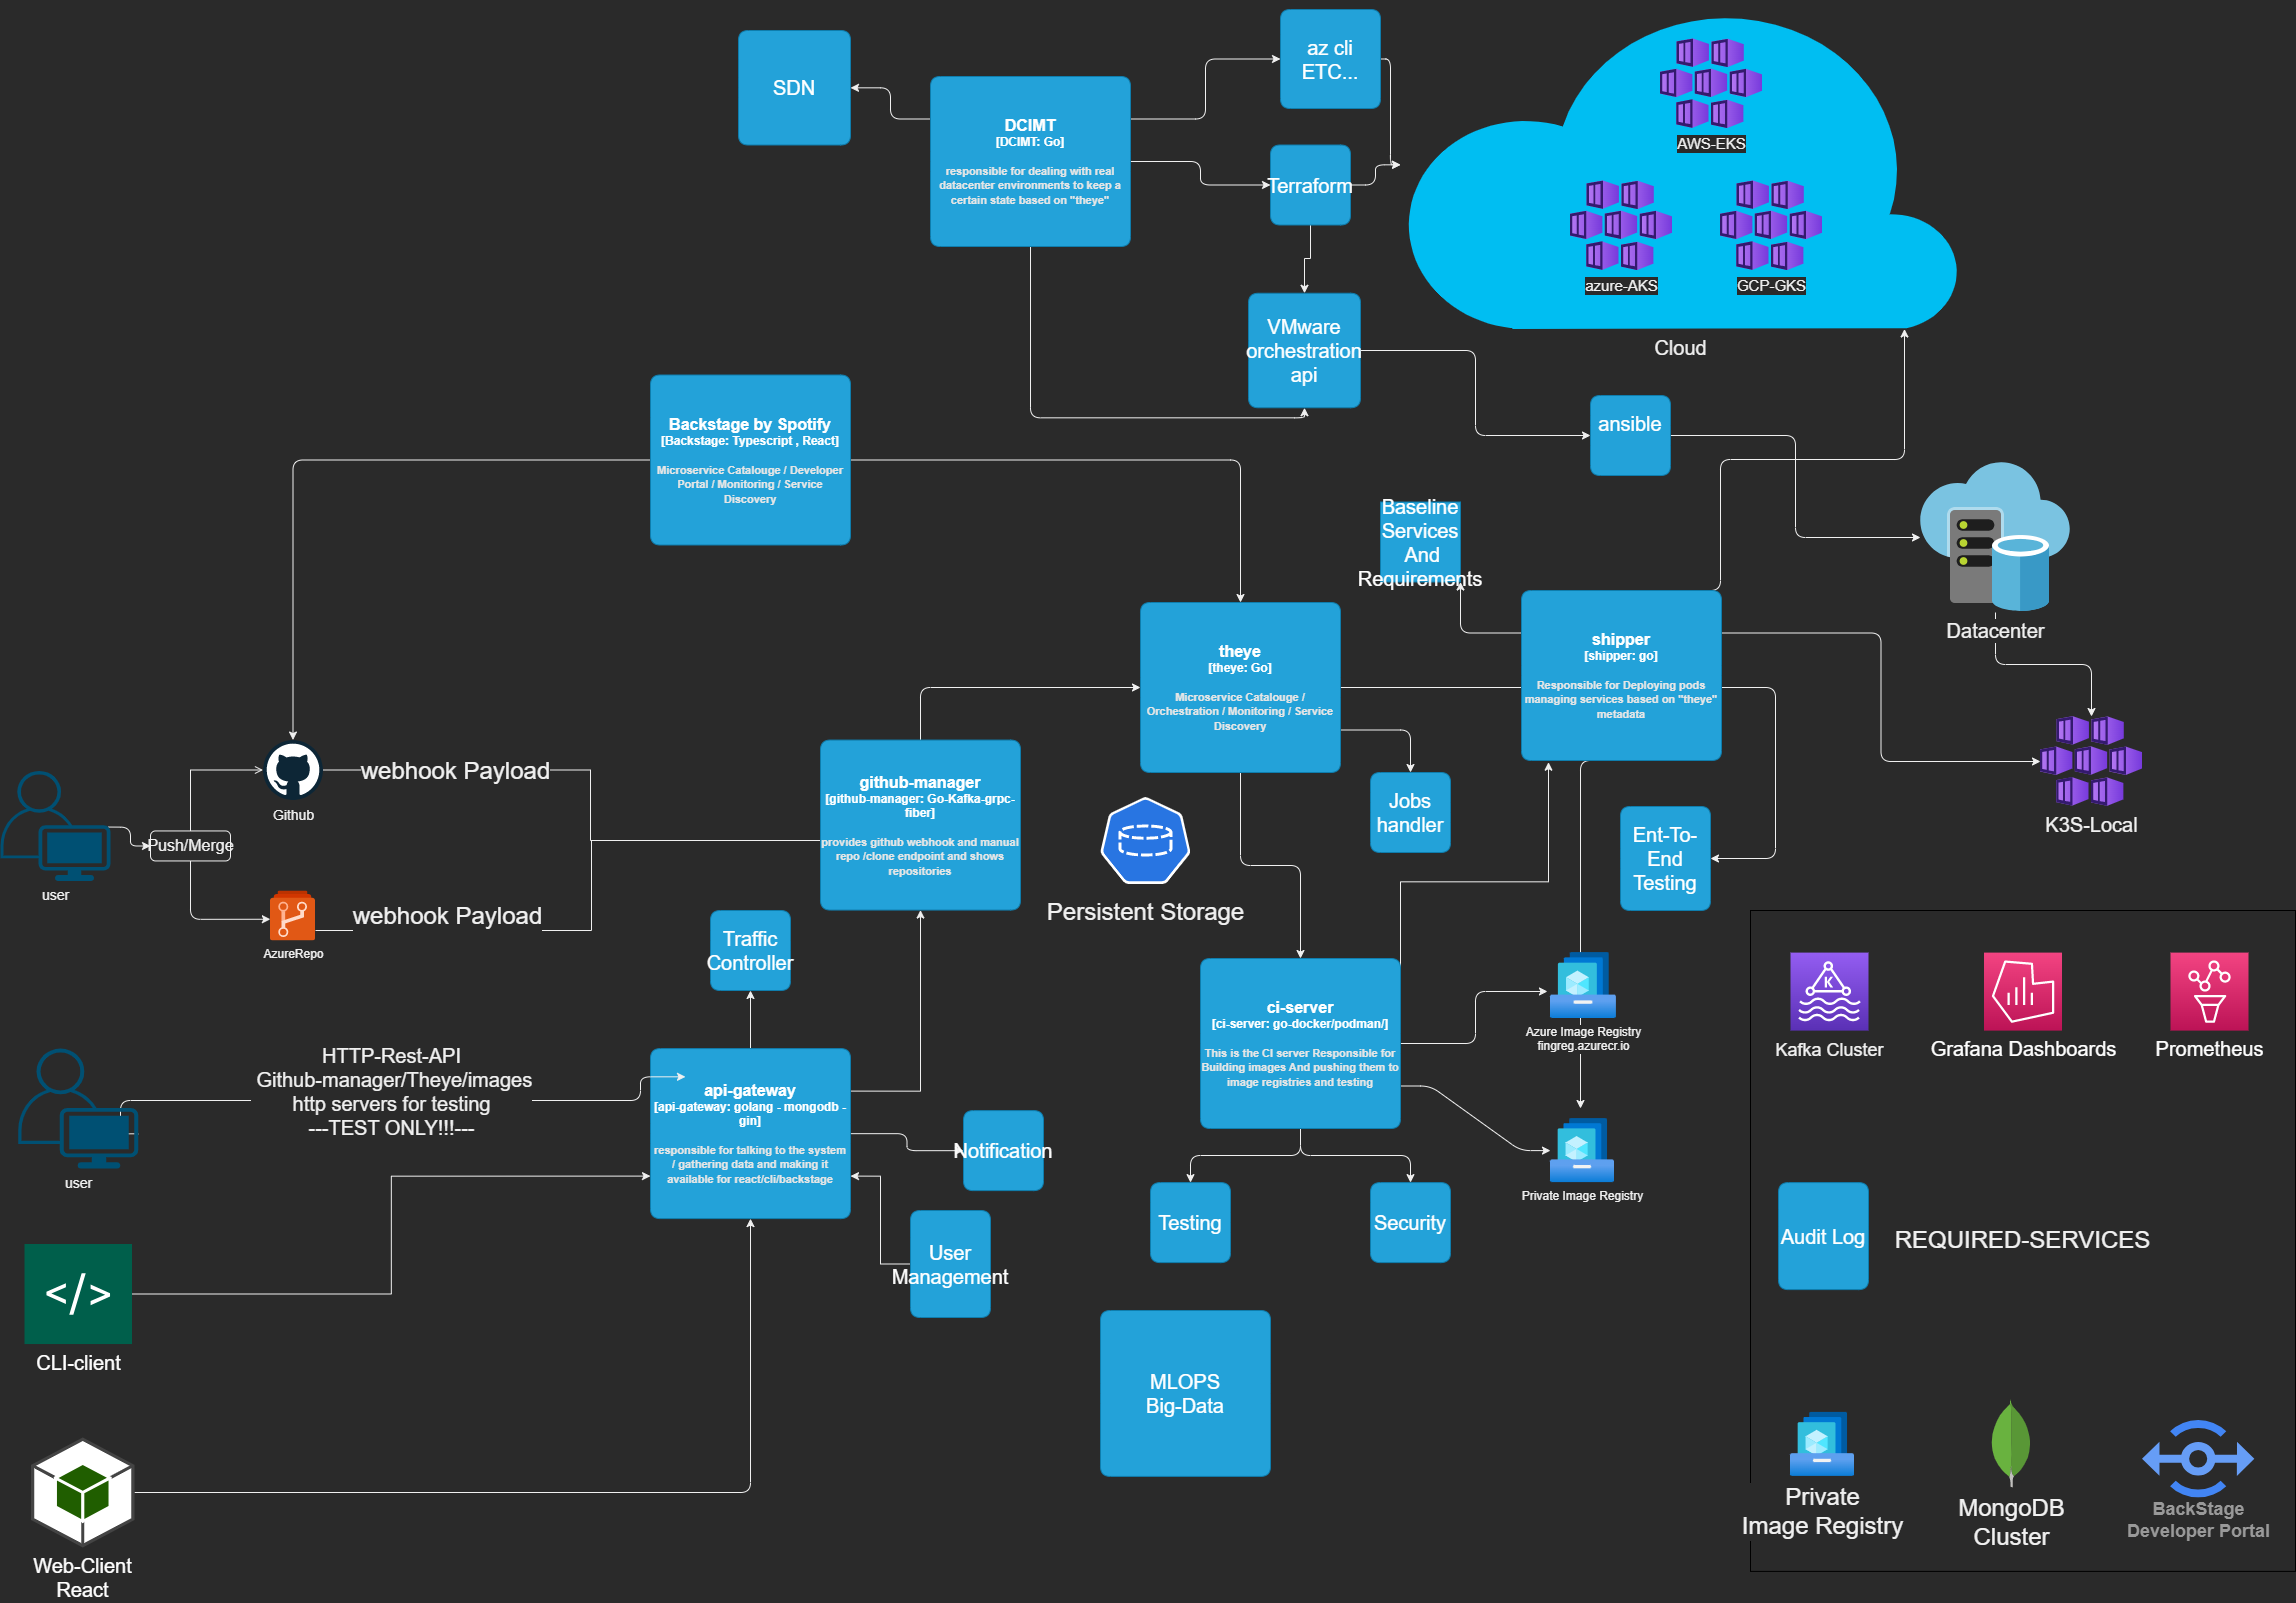 SDN
DCIMT
[DCIMT: Go]
responsible for dealing with real
datacenter environments to keep a
certain state based on "theye"
az cli
ETC...
Terraform
AWS-EKS
azure-AKS
GCP-GKS
Cloud
VMware
orchestration
api
ansible
Backstage by Spotify
[Backstage: Typescript , React]
Microservice Catalouge / Developer
Portal / Monitoring / Service
Discovery
Baseline
Services
And
Requirements
Datacenter
theye
[theye: Go]
Microservice Catalouge /
Orchestration / Monitoring / Service
Discovery
shipper
[shipper: go]
Responsible for Deploying pods
managing services based on "theye"
metadata
K3S-Local
Jobs
handler
Ent-To-
End
Testing
user
Push/Merge
Github
webhook Payload
AzureRepo
webhook Payload
github-manager
[github-manager: Go-Kafka-grpc-
fiber]
provides github webhook and manual
repo /clone endpoint and shows
repositories
Persistent Storage
Traffic
Controller
user
HTTP-Rest-API
Github-manager/Theye/images
http servers for testing
---TEST ONLY!!!---
api-gateway
[api-gateway: golang - mongodb -
gin]
responsible for talking to the system
/ gathering data and making it
available for react/cli/backstage
Notification
User
Management
ci-server
[ci-server: go-docker/podman/]
This is the CI server Responsible for
Building images And pushing them to
image registries and testing
Azure Image Registry
fingreg.azurecr.io
Private Image Registry
Testing
Security
CLI-client
MLOPS
Big-Data
Web-Client
React
Kafka Cluster
Grafana Dashboards
Prometheus
Audit Log
REQUIRED-SERVICES
Private
Image Registry
MongoDB
Cluster
BackStage
Developer Portal